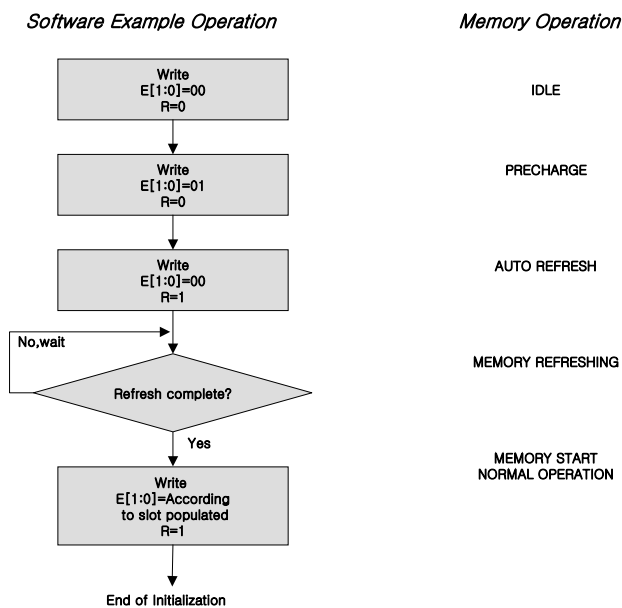 Software Example Operation
Memory Operation
Write
E[1:0]=00
R=0
IDLE
Write
E[1:0]=01
R=0
PRECHARGE
Write
E[1:0]=00
R=1
AUTO REFRESH
No,wait
MEMORY REFRESHING
Refresh complete?
Yes
MEMORY START
NORMAL OPERATION
Write
E[1:0]=According
to slot populated
R=1
End of Initialization